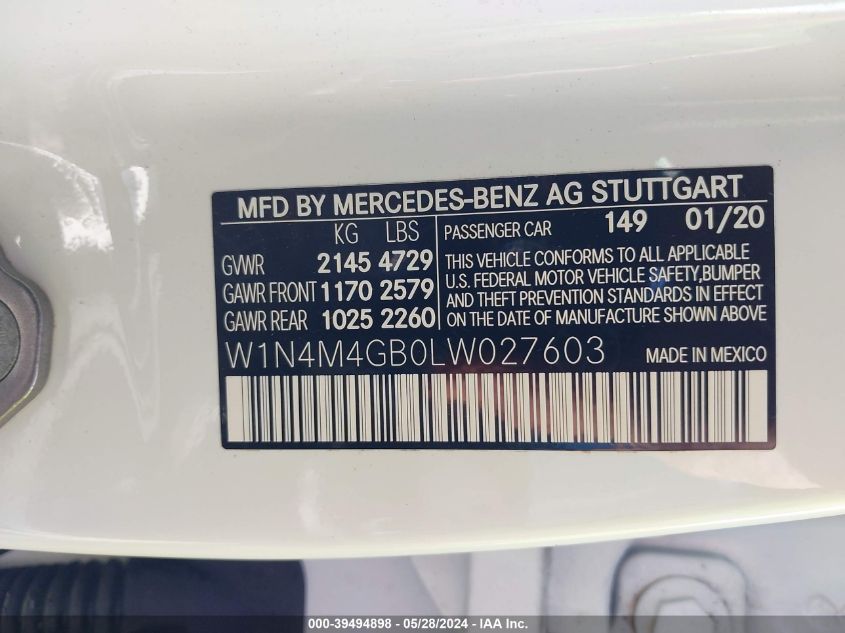 MFD BY MERCEDES-BENZ AG STUTTGART
KG LBS
GVWR 2145 4729
GAWR FRONT 1170 2579
GAWR REAR 1025 2260
PASSENGER CAR 149 01/20
THIS VEHICLE CONFORMS TO ALL APPLICABLE
U.S. FEDERAL MOTOR VEHICLE SAFETY,BUMPER
AND THEFT PREVENTION STANDARDS IN EFFECT
ON THE DATE OF MANUFACTURE SHOWN ABOVE
W1N4M4GB0LW027603 MADE IN MEXICO
000-39494898 - 05/28/2024 - IAA Inc.